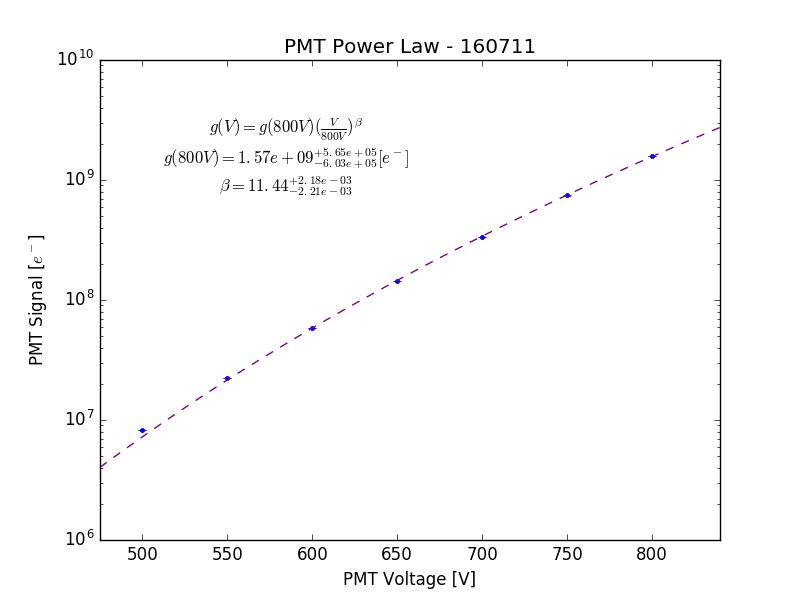 PMT Power Law - 160711
g(V) = g(800V)(V/800V)^β
g(800V) = 1.57e+09 +5.65e+05 −6.03e+05 [e⁻]
β = 11.44 +2.18e−03 −2.21e−03
PMT Signal [e⁻]
10^10
10^9
10^8
10^7
10^6
500 550 600 650 700 750 800
PMT Voltage [V]